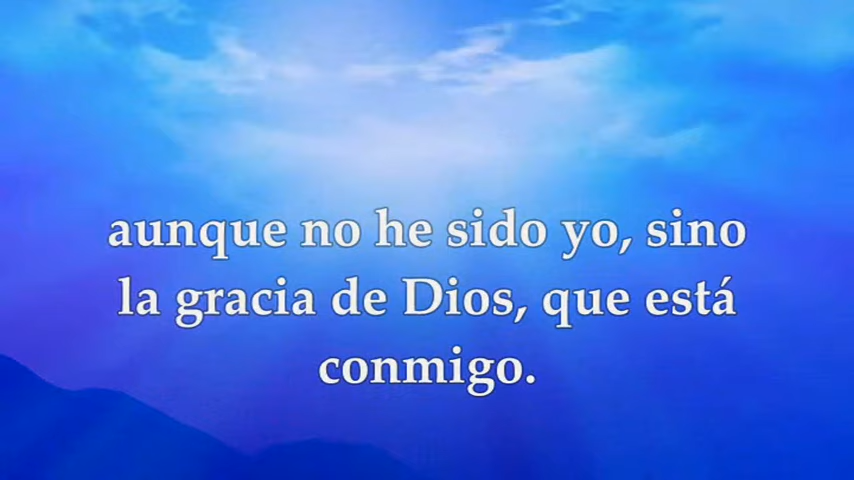 aunque no he sido yo, sino
la gracia de Dios, que está
conmigo.